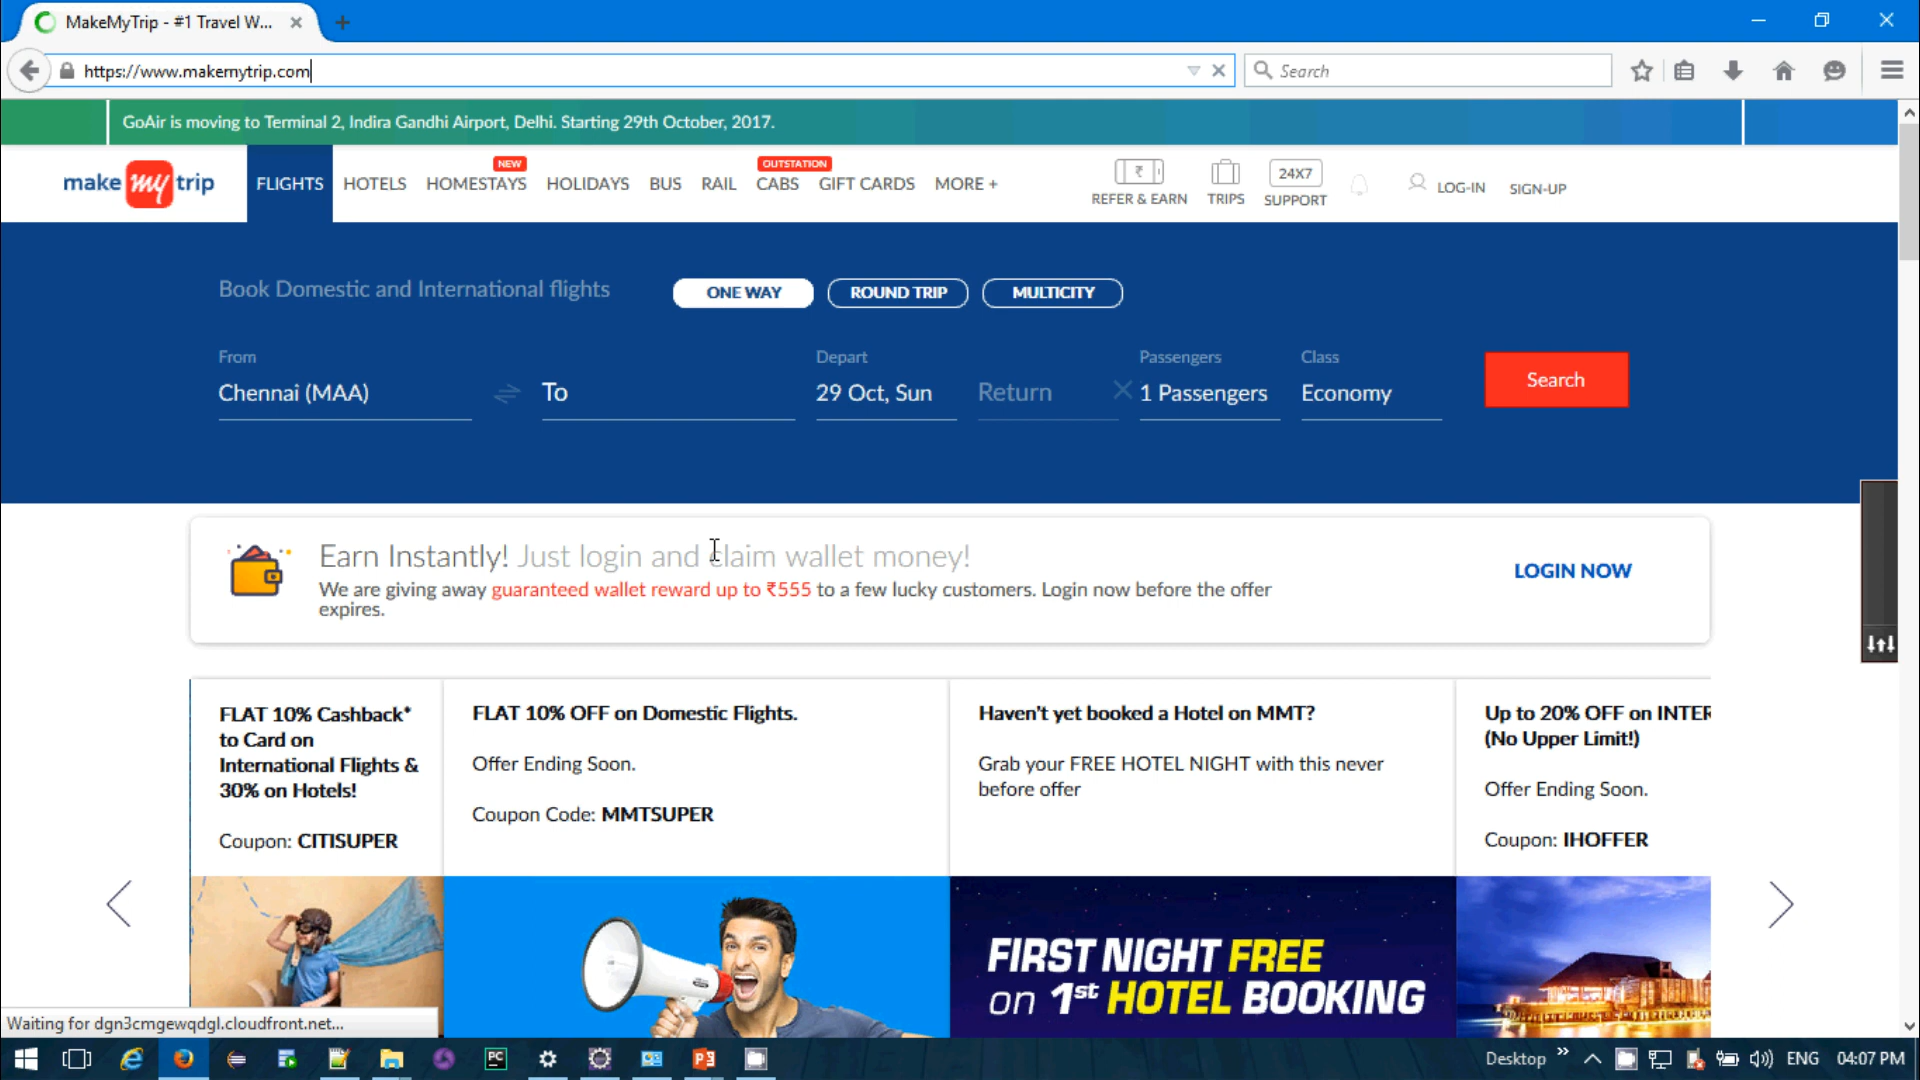 MakeMyTrip - #1 Travel W...
https://www.makemytrip.com
Search
GoAir is moving to Terminal 2, Indira Gandhi Airport, Delhi. Starting 29th October, 2017.
make my trip
FLIGHTS
HOTELS
NEW
HOMESTAYS
HOLIDAYS
BUS
RAIL
OUTSTATION
CABS
GIFT CARDS
MORE +
₹
REFER & EARN
TRIPS
24X7
SUPPORT
LOG-IN
SIGN-UP
Book Domestic and International flights
ONE WAY
ROUND TRIP
MULTICITY
From
Chennai (MAA)
To
Depart
29 Oct, Sun
Return
Passengers
1 Passengers
Class
Economy
Search
Earn Instantly! Just login and claim wallet money!
We are giving away guaranteed wallet reward up to ₹555 to a few lucky customers. Login now before the offer
expires.
LOGIN NOW
FLAT 10% Cashback*
to Card on
International Flights &
30% on Hotels!
Coupon: CITISUPER
FLAT 10% OFF on Domestic Flights.
Offer Ending Soon.
Coupon Code: MMTSUPER
Haven't yet booked a Hotel on MMT?
Grab your FREE HOTEL NIGHT with this never
before offer
Up to 20% OFF on INTER
(No Upper Limit!)
Offer Ending Soon.
Coupon: IHOFFER
FIRST NIGHT FREE
on 1st HOTEL BOOKING
Waiting for dgn3cmgewqdgl.cloudfront.net...
PC
Desktop
ENG
04:07 PM